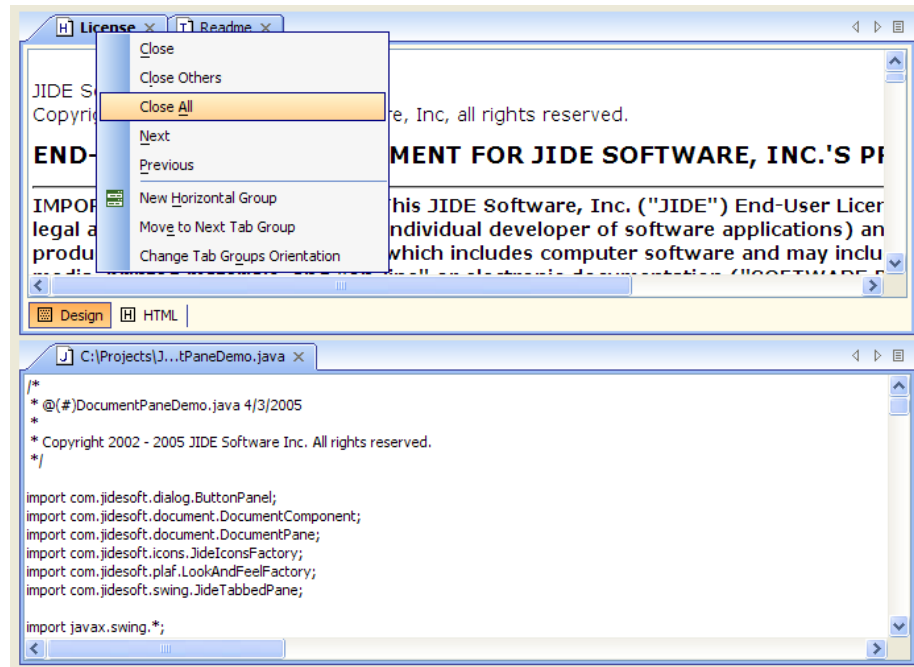 License
Readme
Close
Close Others
Close All
Next
Previous
New Horizontal Group
Move to Next Tab Group
Change Tab Groups Orientation
JIDE S
Copyri re, Inc, all rights reserved.
END- MENT FOR JIDE SOFTWARE, INC.'S
IMPOR his JIDE Software, Inc. ("JIDE") End-User Licen
legal a ndividual developer of software applications) an
produ which includes computer software and may inclu
Design
HTML
C:\Projects\J...tPaneDemo.java
/*
* @(#)DocumentPaneDemo.java 4/3/2005
*
* Copyright 2002 - 2005 JIDE Software Inc. All rights reserved.
*/
import com.jidesoft.dialog.ButtonPanel;
import com.jidesoft.document.DocumentComponent;
import com.jidesoft.document.DocumentPane;
import com.jidesoft.icons.JideIconsFactory;
import com.jidesoft.plaf.LookAndFeelFactory;
import com.jidesoft.swing.JideTabbedPane;
import javax.swing.*;